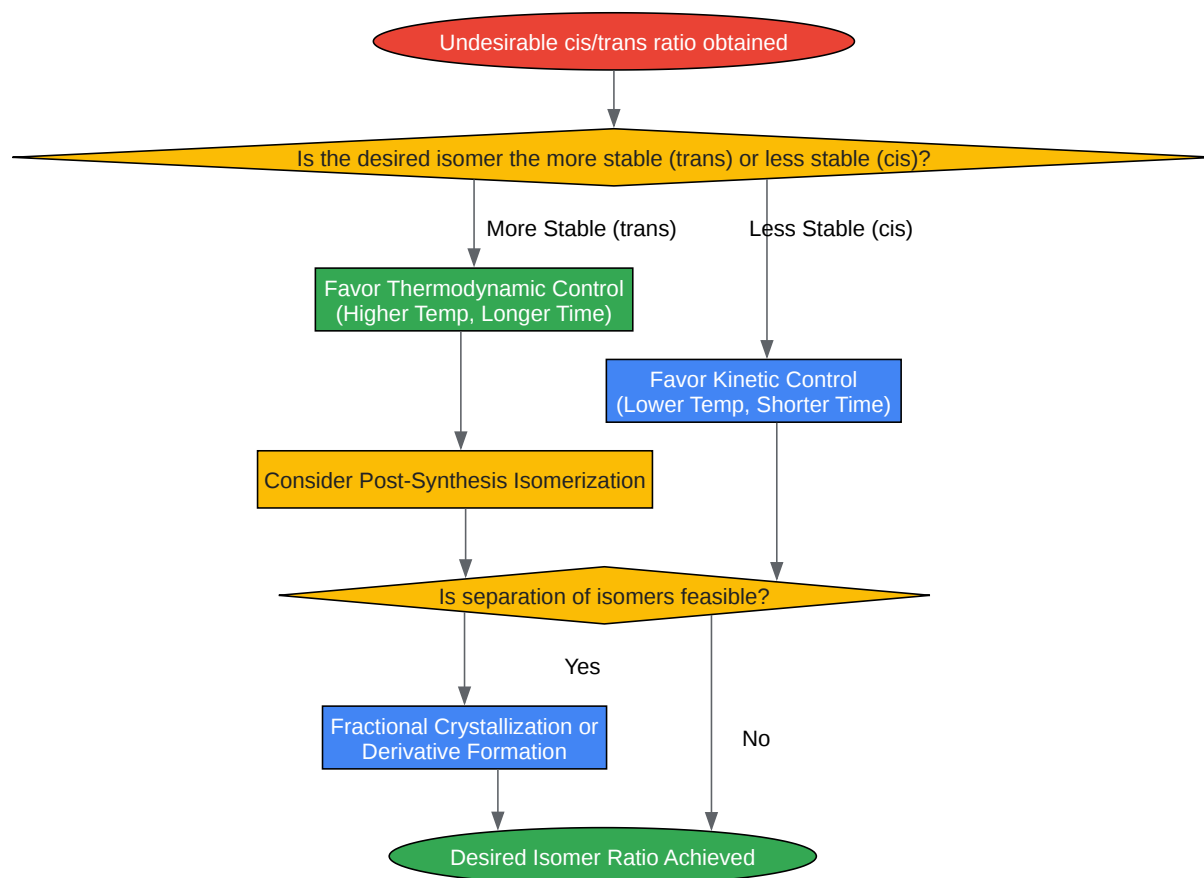 Undesirable cis/trans ratio obtained
Is the desired isomer the more stable (trans) or less stable (cis)?
More Stable (trans)
Less Stable (cis)
Favor Thermodynamic Control
(Higher Temp, Longer Time)
Favor Kinetic Control
(Lower Temp, Shorter Time)
Consider Post-Synthesis Isomerization
Is separation of isomers feasible?
Yes
Fractional Crystallization or
Derivative Formation
No
Desired Isomer Ratio Achieved